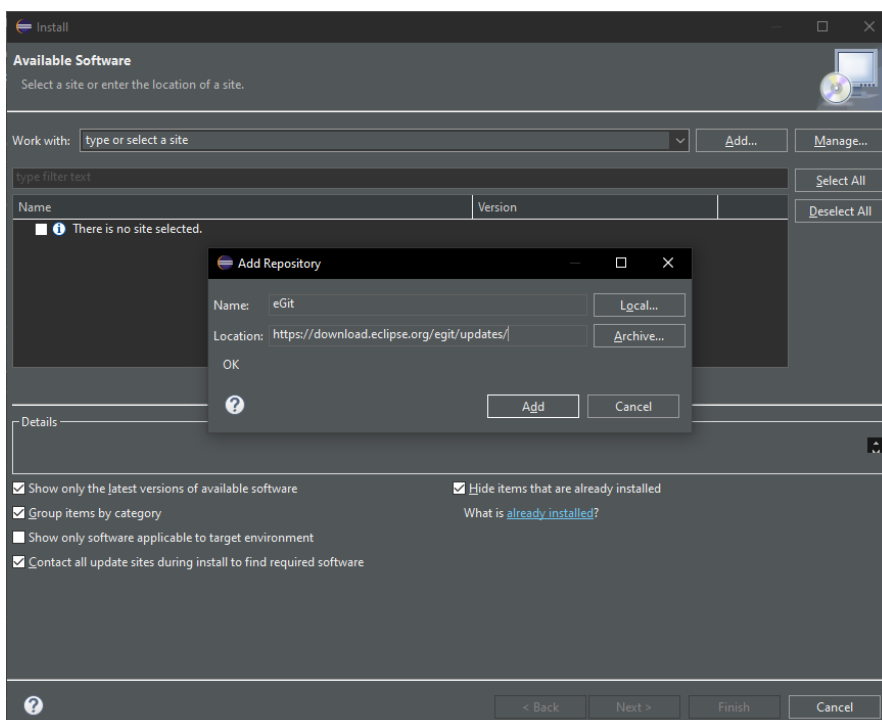 Install
Available Software
Select a site or enter the location of a site.
Work with: type or select a site Add... Manage...
type filter text
Select All
Name Version
Deselect All
There is no site selected.
Add Repository
Name: eGit Local...
Location: https://download.eclipse.org/egit/updates/ Archive...
OK
Add Cancel
Details
Show only the latest versions of available software Hide items that are already installed
Group items by category What is already installed?
Show only software applicable to target environment
Contact all update sites during install to find required software
< Back Next > Finish Cancel